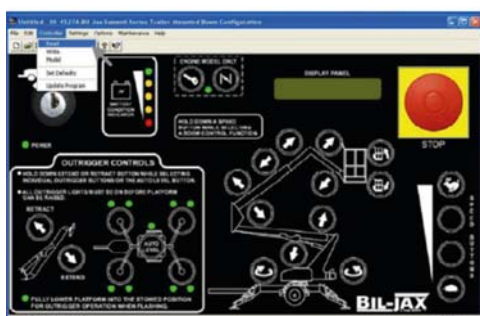 File Edit Controller Settings Options Maintenance Help
Read
Write
Model
Set Defaults
Update Program
ENGINE MODEL ONLY
DISPLAY PANEL
BATTERY
CONDITION
INDICATOR
HOLD DOWN A SPEED
BUTTON WHILE SELECTING
A BOOM CONTROL FUNCTION.
STOP
POWER
OUTRIGGER CONTROLS
HOLD DOWN EXTEND OR RETRACT BUTTON WHILE SELECTING
INDIVIDUAL OUTRIGGER BUTTONS OR THE AUTO LEVEL BUTTON.
ALL OUTRIGGER LIGHTS MUST BE ON BEFORE PLATFORM
CAN BE RAISED.
RETRACT
AUTO
LEVEL
EXTEND
SPEED BUTTONS
FULLY LOWER PLATFORM INTO THE STOWED POSITION
FOR OUTRIGGER OPERATION WHEN FLASHING.
BIL-JAX